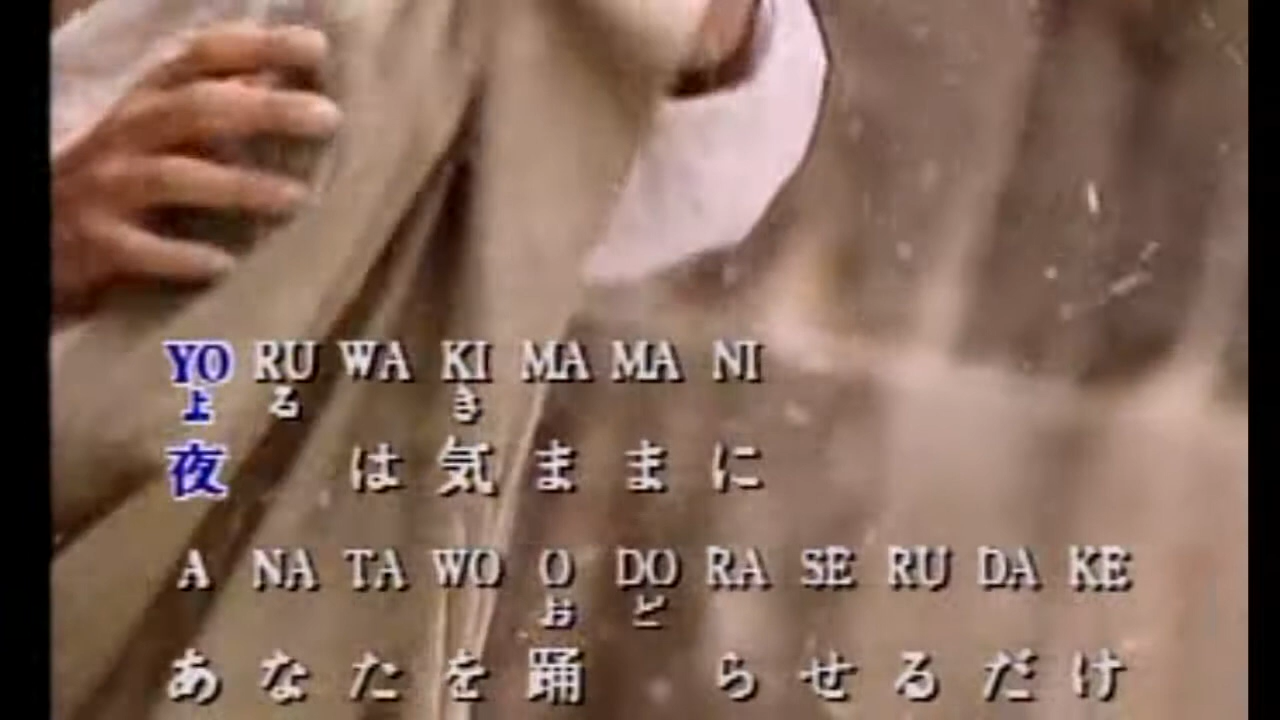 YO RU WA KI MA MA NI
よ る き
夜 は 気 ま ま に
A NA TA WO O DO RA SE RU DA KE
お ど
あ な た を 踊 ら せ る だ け